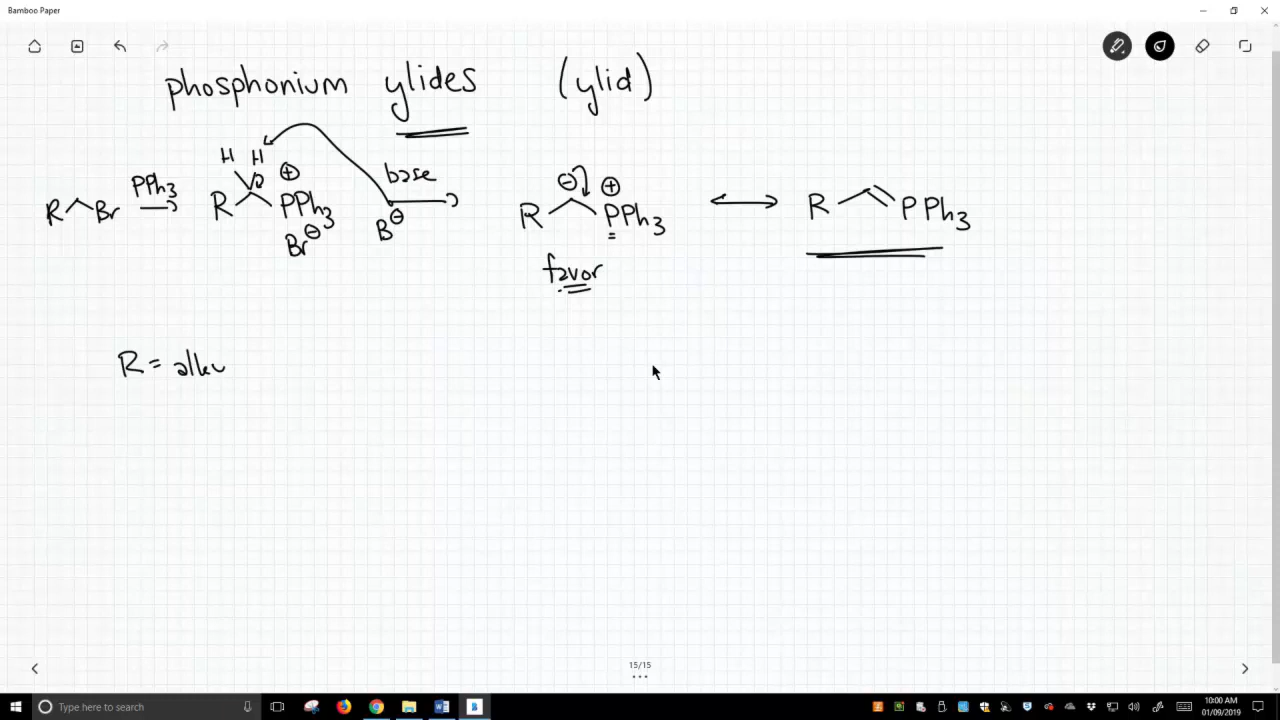 Bamboo Paper
phosphonium ylides (ylid)
H H ⊕ base ⊖ ⊕
R Br PPh3 R PPh3 Br⊖ B⊖ R PPh3 R PPh3
favor
R = alky
15/15
Type here to search
10:00 AM
01/09/2019